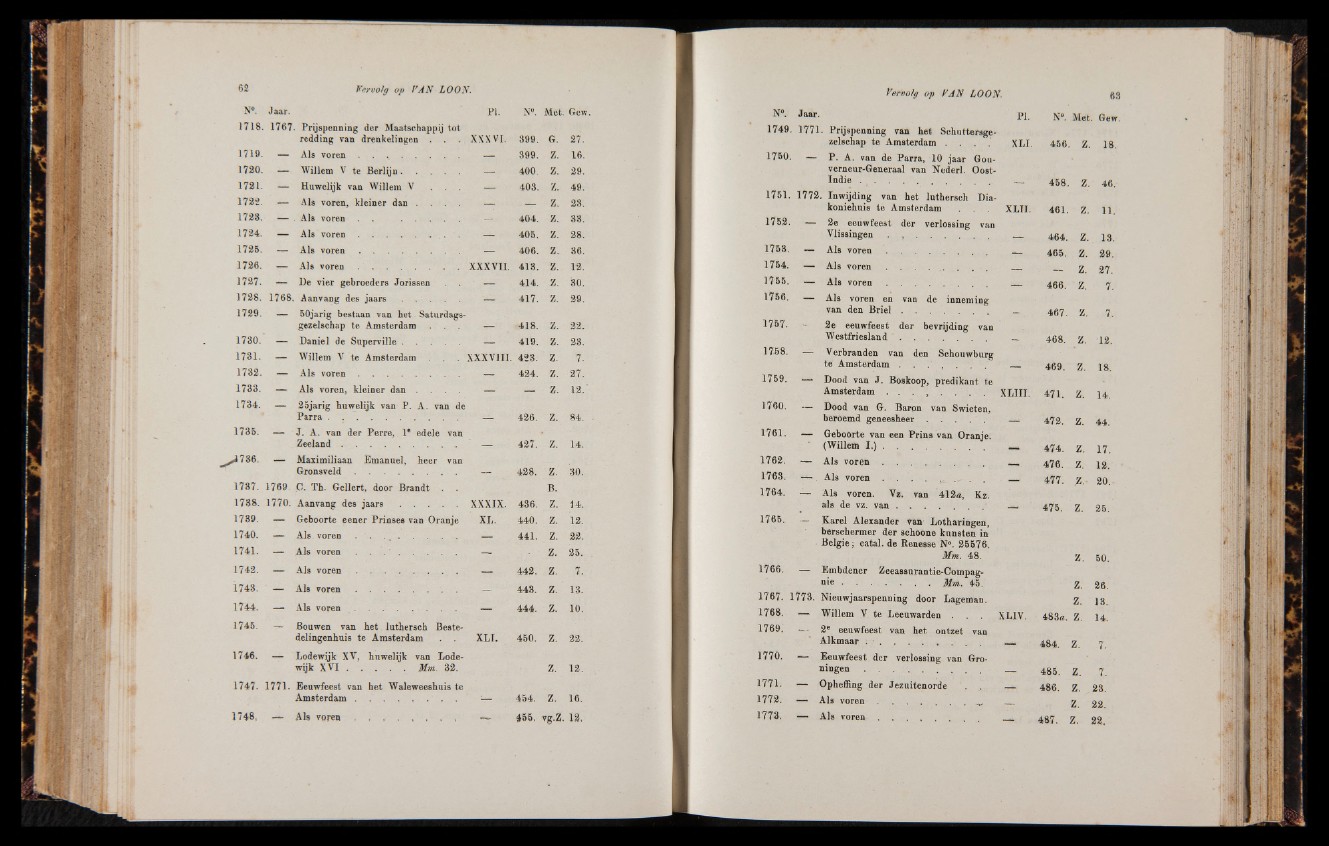 62 Vervolg op VAN LOON.
N°. Jaar. Pl. N°. Met. Gew.
1718. 1767. Prijspenning der Maatschappij tot
redding van drenkelingen . . . XXXVI. 399. G. 27.
1719. — Als voren . . . . . . . . — 399. Z. 16.
1720. — Willem V te Berlijn . . . . . — 400. Z. 29.
1721. — Huwelijk van Willem V . . . — 403. Z. 49.
1722. — Als voren, kleiner dan . . . . — — Z. 23.
1723. — Als voren . . . . . . . . — 404. Z. 33.
1724. — Als voren . . . . . . . . — 405. Z. 28.
1725. — Als voren . . . . . . . . — 406. Z. 36.
1726. — Als voren . . . . . . . . XXXVII. 413. Z. 12.
1727. — De vier gebroeders Jorissen . . — 414. Z. 30.
1728. 1768. Aanvang des jaars . . . . . — 417. Z. 29.
1729. — 50jarig bestaan van het Saturdags-
gezelschap te Amsterdam . . . — 418. Z. 22.
1730. — Daniel de Superville . . . . . — 419. Z. 23.
1731. — Willem V te Amsterdam . . . XXXVIII. 423. Z. 7.
1732. — Als voren . . . . . . . . — 424. Z. 27.
1733. — Als voren, kleiner dan . . . . — — Z. 12.
1734. — 25jarig huwelijk van P. A. van de
Parra . . . . . . . . . . — 426. Z. 84.
1735. — J. A. van der Perre, 1e edele van
Zeeland . . . . . . . . . — 427. Z. 14.
1736. — Maximiliaan Emanuel, heer van
Gronsveld . . . . . . . . — 428. Z. 30.
1737. 1769. C. Th. Gellert, door Brandt . . B.
1738. 1770. Aanvang des jaars . . . . . XXXIX. 436. Z. 14.
1739. — Geboorte eener Prinses van Oranje XL. 440. Z. 12.
1740. — Als voren . . . . . . . . — 441. Z. 22.
1741. — Als voren . . . . . . . . — - Z. 25.
1742. — Als voren . . . . . . . . — 442. Z. 7.
1743. — Als voren . . . . . . . . — 443. Z. 13.
1744. — Als voren . . . . . . . . — 444. Z. 10.
1745. — Bouwen van het luthersch Beste-
delingenhuis te Amsterdam . . XLI. 450. Z. 22.
1746. — Lodewijk XV, huwelijk van Lode-
wijk XVI . . . . . Mm. 32. Z. 12.
1747. 1771. Eeuwfeest van het Waleweeshuis te
Amsterdam . . . . . . . . — 454. Z. 16.
1748. — Als voren . . . . . . . . — 455. vg.Z. 12.
Vervolg op VAN LOON. 63
N°. Jaar. Pl. N°. Met. Gew.
1749. 1771. Prijspenning van het Schuttersge-
zelschap te Amsterdam . . . . XLI. 456. Z. 18.
1750. — P. A. van de Parra, 10 jaar Gou-
verneur-Generaal van Nederl. Oost-
Indie . . . . . . . . . . — 458. Z. 46.
1751. 1772. Inwijding van het luthersch Dia-
koniehuis te Amsterdam . . . XLII. 461. Z. 11.
1752. — 2e eeuwfeest der verlossing van
Vlissingen . . . . . . . . — 464. Z. 13.
1753. — Als voren . . . . . . . . — 465. Z. 29.
1754. — Als voren . . . . . . . . — — Z. 27.
1755. — Als voren . . . . . . . . — 466. Z. 7.
1756. — Als voren en van de inneming
van den Briel . . . . . . . — 467. Z. 7.
1757. - 2e eeuwfeest der bevrijding van
Westfriesland . . . . . . . — 468. Z. 12.
1758. — Verbranden van den Schouwburg
te Amsterdam . . . . . . . — 469. Z. 18.
1759. — Dood van J. Boskoop, predikant te
Amsterdam . . . . . . . . XLIII. 471. Z. 14.
1760. — Dood van G. Baron van Swieten,
beroemd geneesheer . . . . . — 472. Z. 44.
1761. — Geboorte van een Prins van Oranje.
(Willem I.) . . . . . . . . — 474. Z. 17.
1762. — Als voren . . . . . . . . — 476. Z. 12.
1763. — Als voren . . . . . . . . — 477. Z. 20.
1764. — Als voren. Vz. van 412a, Kz.
als de vz. van . . . . . . . — 475. Z. 25.
1765. — Karel Alexander van Lotharingen,
berschermer der schoone kunsten in
Belgie; catal. de Renesse N°. 25576.
Mm. 48. Z. 50.
1766. — Embdener Zeeassurantie-Compag-
nie . . . . . . . Mm. 45. Z. 26.
1767. 1773. Nieuwjaarspenning door Lageman. Z. 13.
1768. — Willem V te Leeuwarden . . . XLIV. 483a. Z. 14.
1769. — 2e eeuwfeest van het ontzet van
Alkmaar . . . . . . . . . — 484. Z. 7.
1770. — Eeuwfeest der verlossing van Gro-
ningen . . . . . . . . . — 485. Z. 7.
1771. — Opheffing der Jezuitenorde . . — 486. Z. 23.
1772. — Als voren . . . . . . . . — Z. 22.
1773. — Als voren . . . . . . . . — 487. Z. 22.